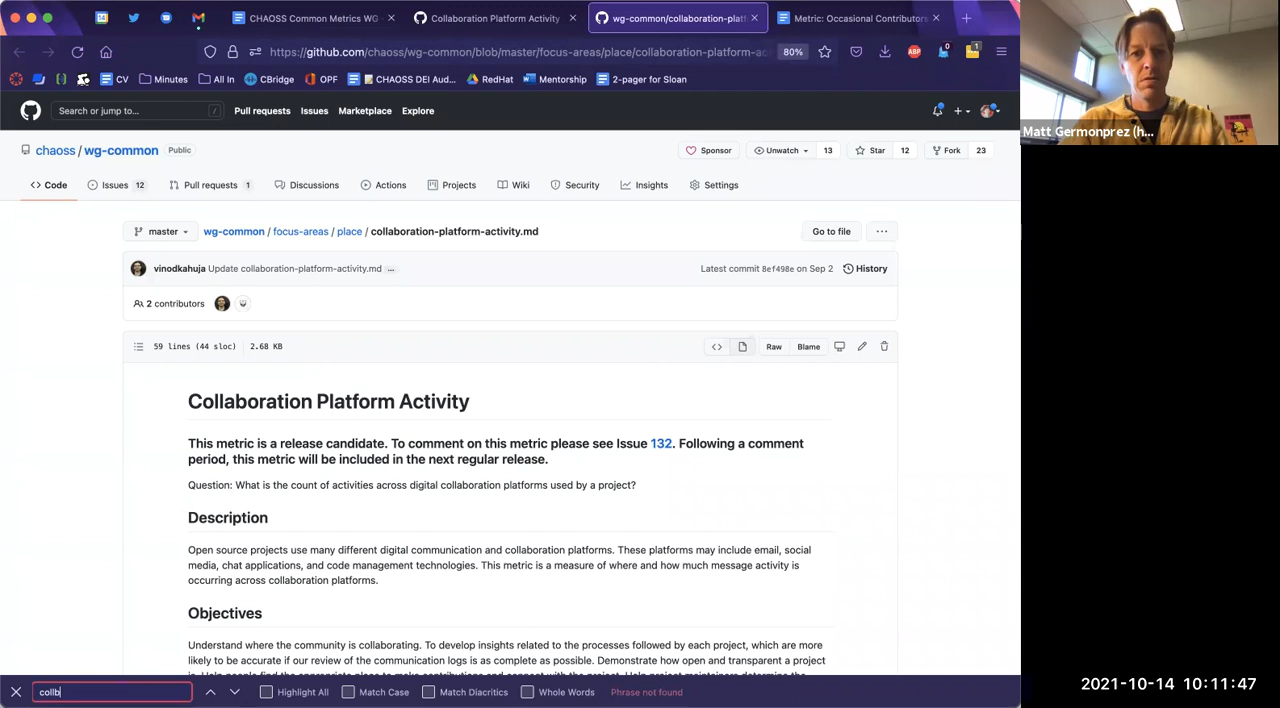 CHAOSS Common Metrics WG
Collaboration Platform Activity
wg-common/collaboration-platf
Metric: Occasional Contributors
https://github.com/chaoss/wg-common/blob/master/focus-areas/place/collaboration-platform-ac
80%
ABP
0
1
CV
Minutes
All In
CBridge
OPF
CHAOSS DEI Aud...
RedHat
Mentorship
2-pager for Sloan
Search or jump to...
/
Pull requests
Issues
Marketplace
Explore
chaoss / wg-common
Public
Sponsor
Unwatch
13
Star
12
Fork
23
Code
Issues 12
Pull requests 1
Discussions
Actions
Projects
Wiki
Security
Insights
Settings
master
wg-common / focus-areas / place / collaboration-platform-activity.md
Go to file
...
vinodkahuja Update collaboration-platform-activity.md ...
Latest commit 8ef498e on Sep 2
History
2 contributors
59 lines (44 sloc)
2.68 KB
<>
Raw
Blame
Collaboration Platform Activity
This metric is a release candidate. To comment on this metric please see Issue 132. Following a comment
period, this metric will be included in the next regular release.
Question: What is the count of activities across digital collaboration platforms used by a project?
Description
Open source projects use many different digital communication and collaboration platforms. These platforms may include email, social
media, chat applications, and code management technologies. This metric is a measure of where and how much message activity is
occurring across collaboration platforms.
Objectives
Understand where the community is collaborating. To develop insights related to the processes followed by each project, which are more
likely to be accurate if our review of the communication logs is as complete as possible. Demonstrate how open and transparent a project
collb
Highlight All
Match Case
Match Diacritics
Whole Words
Phrase not found
Matt Germonprez (h...
2021-10-14 10:11:47